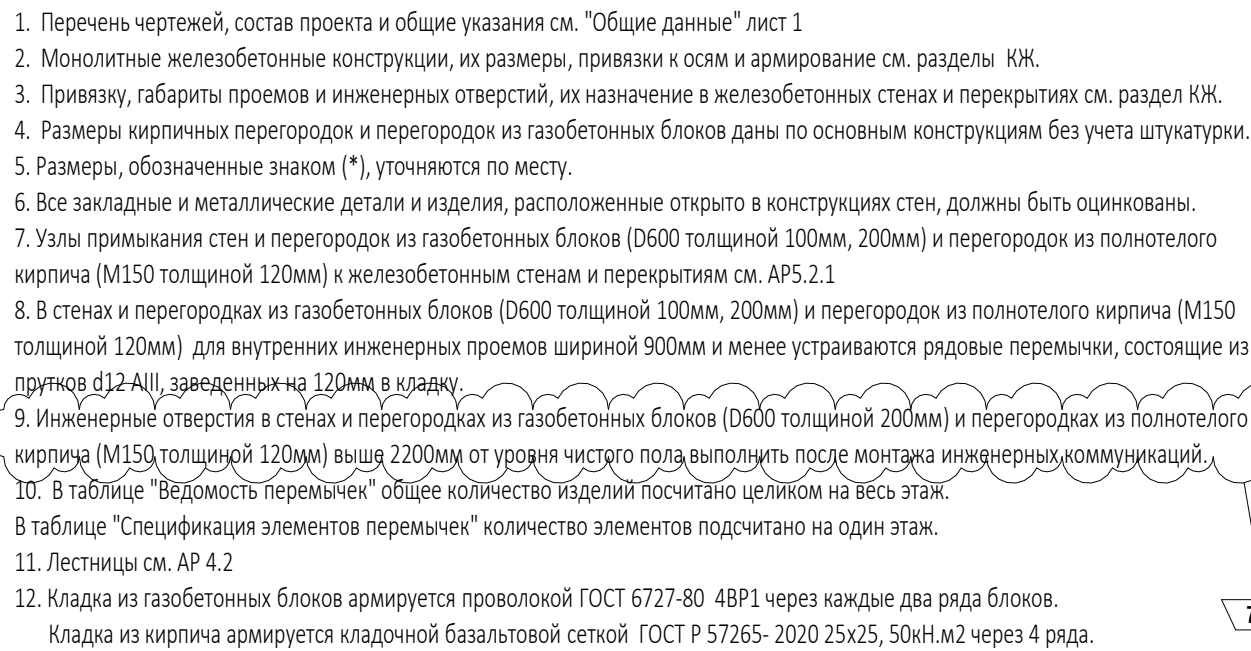 1. Перечень чертежей, состав проекта и общие указания см. "Общие данные" лист 1
2. Монолитные железобетонные конструкции, их размеры, привязки к осям и армирование см. разделы КЖ.
3. Привязку, габариты проемов и инженерных отверстий, их назначение в железобетонных стенах и перекрытиях см. раздел КЖ.
4. Размеры кирпичных перегородок и перегородок из газобетонных блоков даны по основным конструкциям без учета штукатурки.
5. Размеры, обозначенные знаком (*), уточняются по месту.
6. Все закладные и металлические детали и изделия, расположенные открыто в конструкциях стен, должны быть оцинкованы.
7. Узлы примыкания стен и перегородок из газобетонных блоков (D600 толщиной 100мм, 200мм) и перегородок из полнотелого
кирпича (М150 толщиной 120мм) к железобетонным стенам и перекрытиям см. АР5.2.1
8. В стенах и перегородках из газобетонных блоков (D600 толщиной 100мм, 200мм) и перегородок из полнотелого кирпича (М150
толщиной 120мм) для внутренних инженерных проемов шириной 900мм и менее устраиваются рядовые перемычки, состоящие из
прутков d12 AIII, заведенных на 120мм в кладку.
9. Инженерные отверстия в стенах и перегородках из газобетонных блоков (D600 толщиной 200мм) и перегородках из полнотелого
кирпича (М150 толщиной 120мм) выше 2200мм от уровня чистого пола выполнить после монтажа инженерных коммуникаций.
10. В таблице "Ведомость перемычек" общее количество изделий посчитано целиком на весь этаж.
В таблице "Спецификация элементов перемычек" количество элементов подсчитано на один этаж.
11. Лестницы см. АР 4.2
12. Кладка из газобетонных блоков армируется проволокой ГОСТ 6727-80 4ВР1 через каждые два ряда блоков.
Кладка из кирпича армируется кладочной базальтовой сеткой ГОСТ Р 57265- 2020 25х25, 50кН.м2 через 4 ряда.